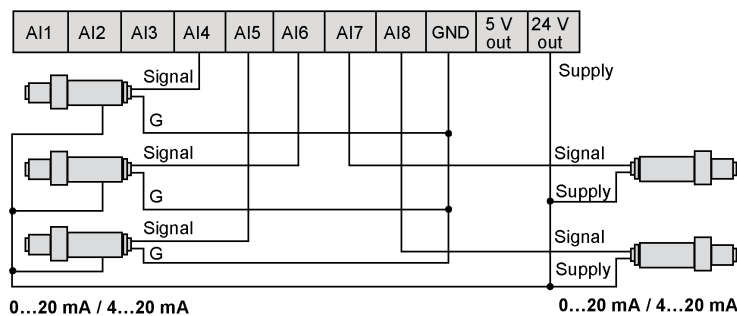 AI1 AI2 AI3 AI4 AI5 AI6 AI7 AI8 GND 5 V out 24 V out
Signal
Supply
G
Signal
Signal
G
Supply
Signal
Signal
G
Supply
0...20 mA / 4...20 mA
0...20 mA / 4...20 mA